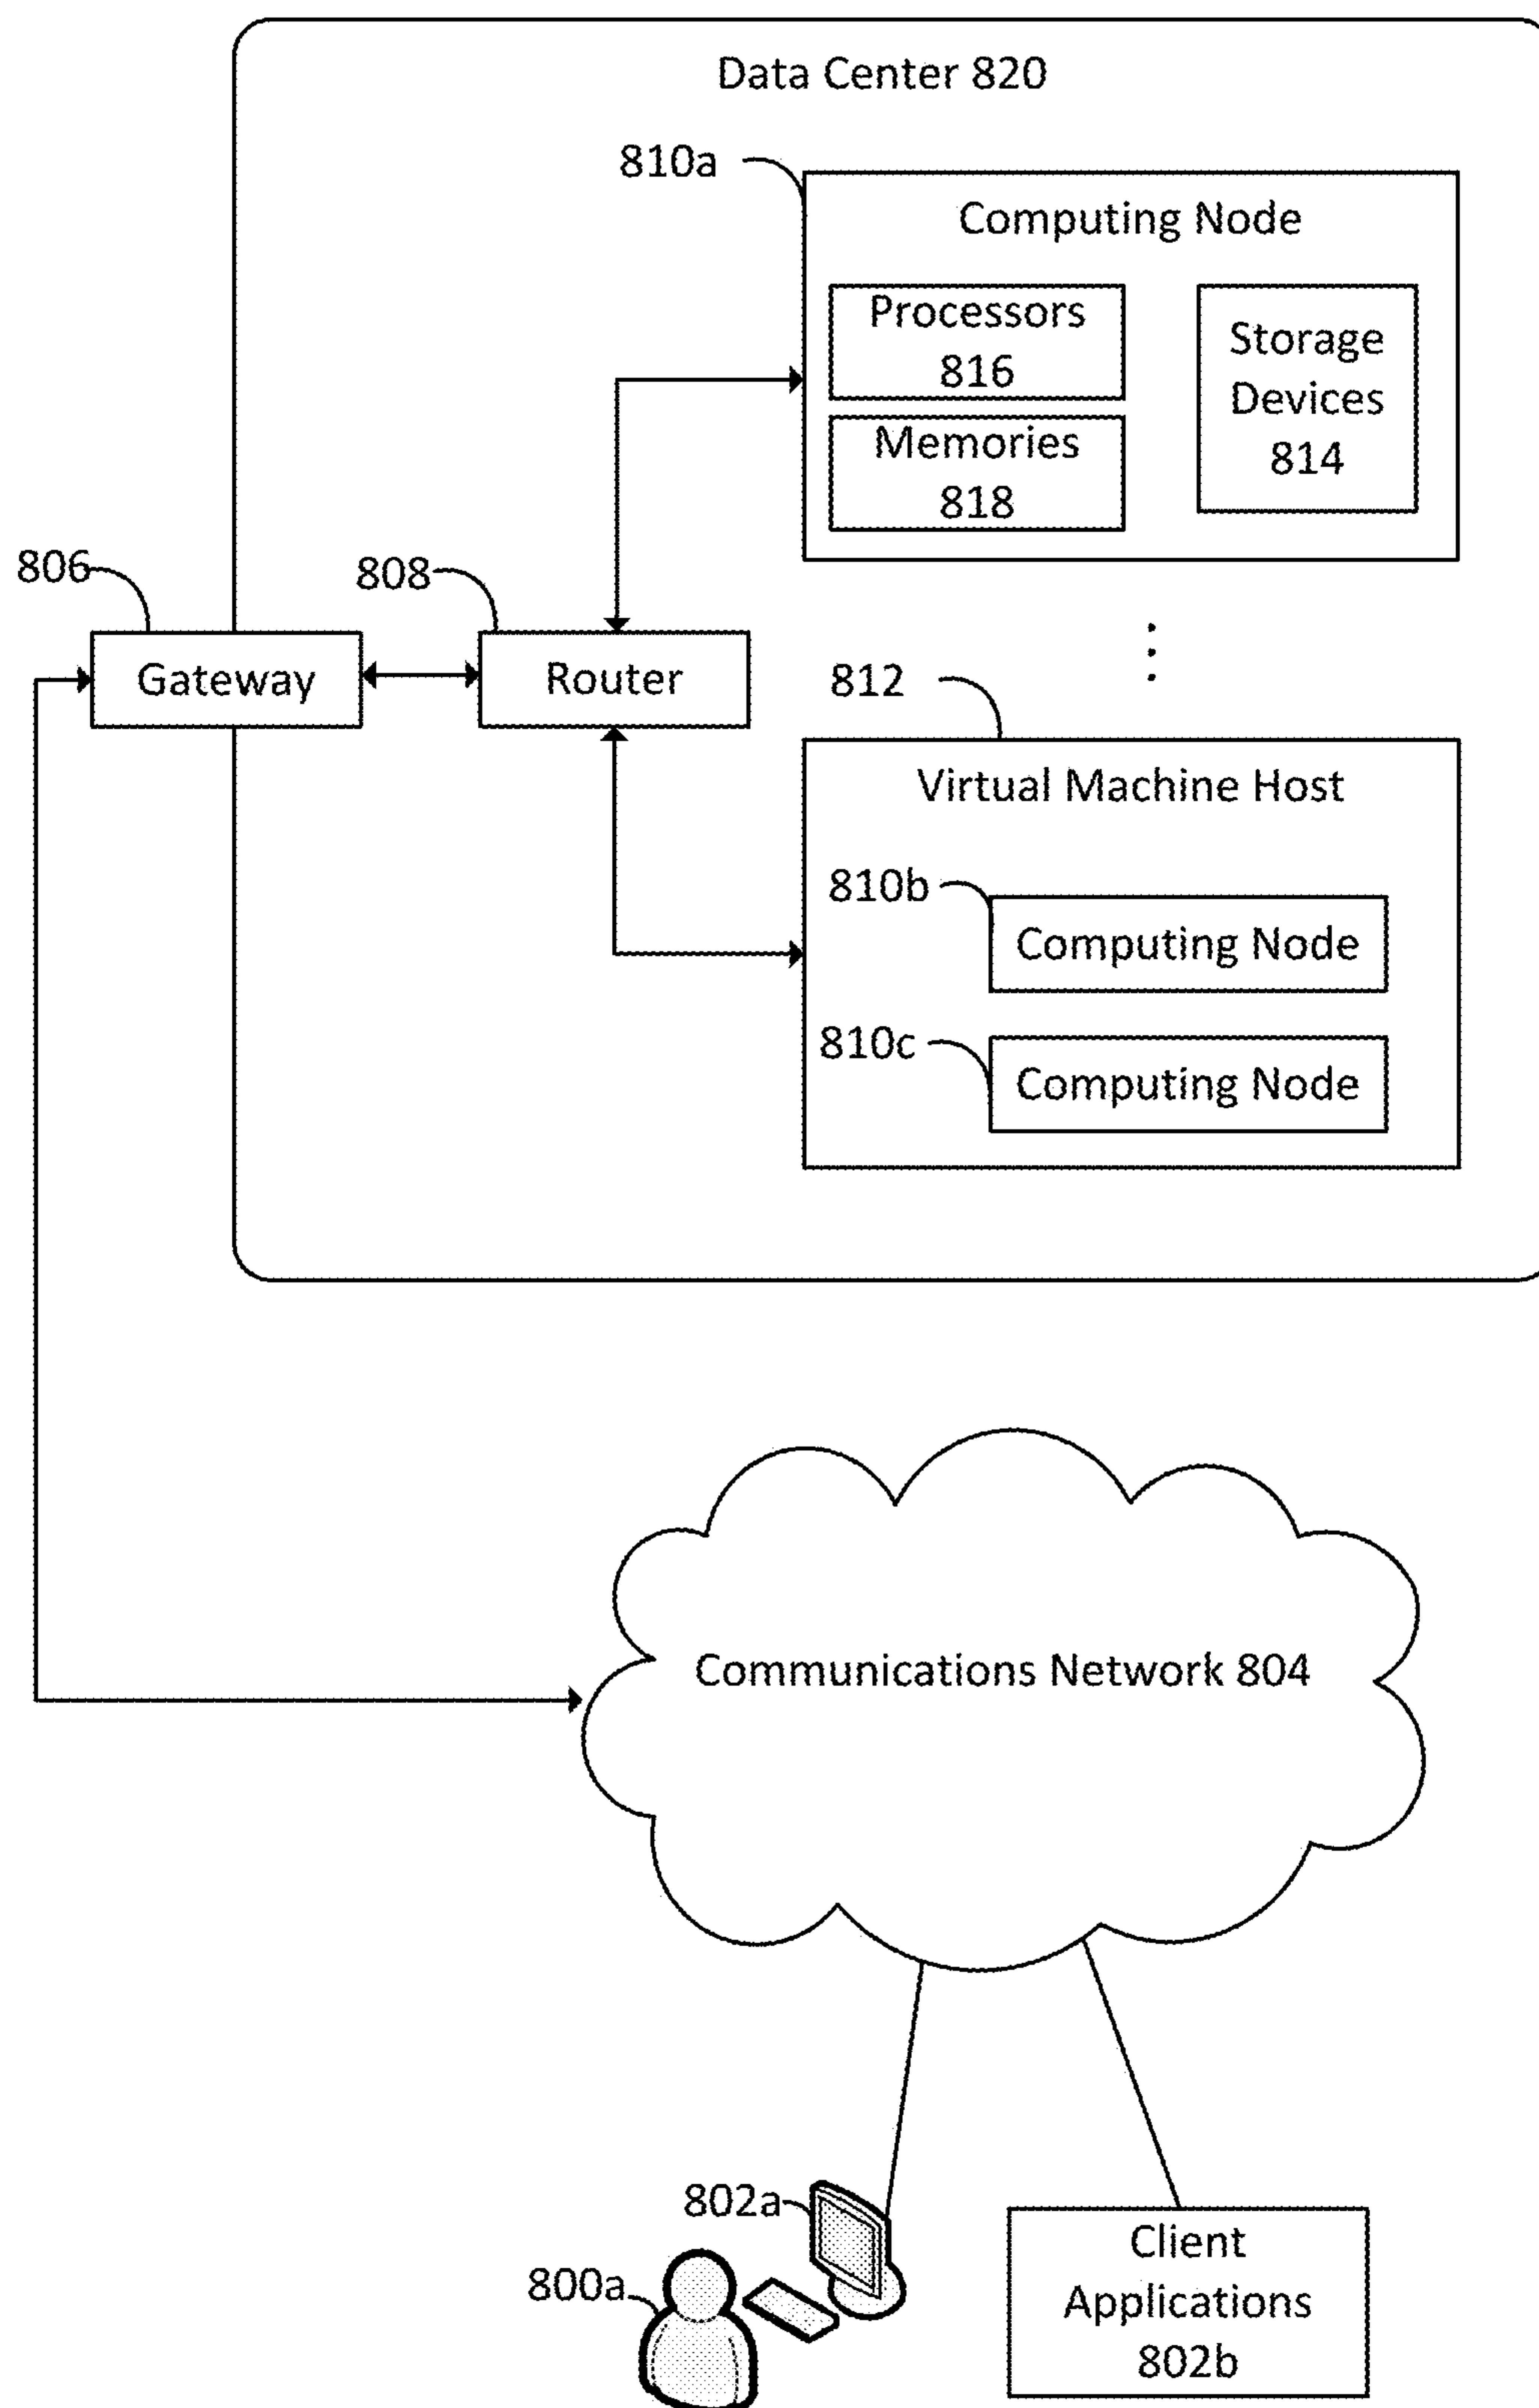 Data Center 820
810a
Computing Node
Processors
816
Memories
818
Storage
Devices
814
806
808
Gateway
Router
812
Virtual Machine Host
810b
Computing Node
810c
Computing Node
Communications Network 804
802a
800a
Client
Applications
802b